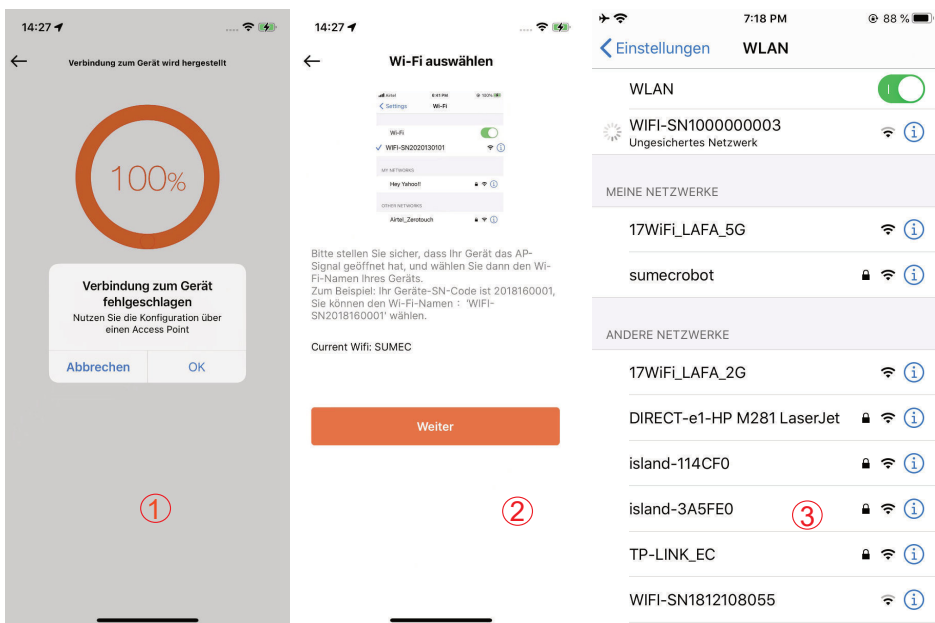 14:27
Verbindung zum Gerät wird hergestellt
100%
Verbindung zum Gerät
fehlgeschlagen
Nutzen Sie die Konfiguration über
einen Access Point
Abbrechen OK
①
14:27
Wi-Fi auswählen
Airtel 9:41 PM 100%
Settings Wi-Fi
Wi-Fi
WIFI-SN2020130101
MY NETWORKS
Hey Yahoo!!
OTHER NETWORKS
Airtel_Zerotouch
Bitte stellen Sie sicher, dass Ihr Gerät das AP-
Signal geöffnet hat, und wählen Sie dann den Wi-
Fi-Namen Ihres Geräts.
Zum Beispiel: Ihr Geräte-SN-Code ist 2018160001,
Sie können den Wi-Fi-Namen： 'WIFI-
SN2018160001' wählen.
Current Wifi: SUMEC
Weiter
②
7:18 PM 88 %
Einstellungen WLAN
WLAN
WIFI-SN1000000003
Ungesichertes Netzwerk
MEINE NETZWERKE
17WiFi_LAFA_5G
sumecrobot
ANDERE NETZWERKE
17WiFi_LAFA_2G
DIRECT-e1-HP M281 LaserJet
island-114CF0
island-3A5FE0
③
TP-LINK_EC
WIFI-SN1812108055